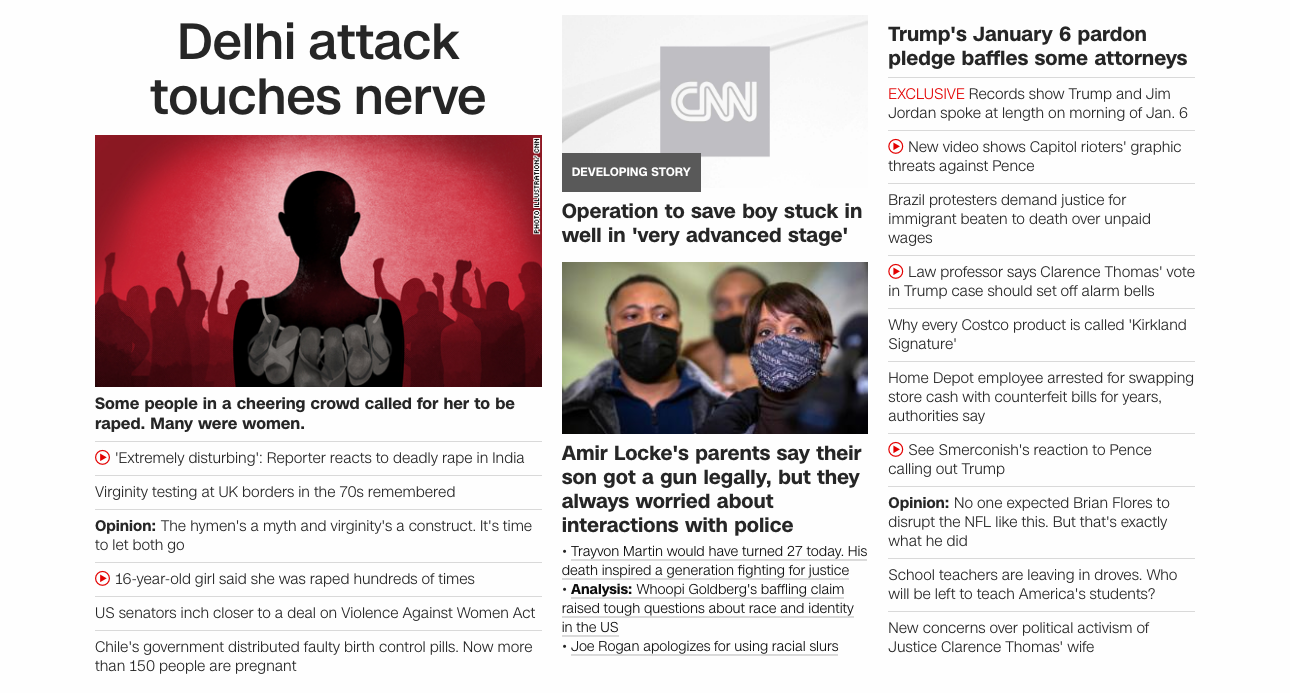 Delhi attack
touches nerve
PHOTO ILLUSTRATION/ CNN
Some people in a cheering crowd called for her to be
raped. Many were women.
'Extremely disturbing': Reporter reacts to deadly rape in India
Virginity testing at UK borders in the 70s remembered
Opinion: The hymen's a myth and virginity's a construct. It's time
to let both go
16-year-old girl said she was raped hundreds of times
US senators inch closer to a deal on Violence Against Women Act
Chile's government distributed faulty birth control pills. Now more
than 150 people are pregnant
CNN
DEVELOPING STORY
Operation to save boy stuck in
well in 'very advanced stage'
Amir Locke's parents say their
son got a gun legally, but they
always worried about
interactions with police
• Trayvon Martin would have turned 27 today. His
death inspired a generation fighting for justice
• Analysis: Whoopi Goldberg's baffling claim
raised tough questions about race and identity
in the US
• Joe Rogan apologizes for using racial slurs
Trump's January 6 pardon
pledge baffles some attorneys
EXCLUSIVE Records show Trump and Jim
Jordan spoke at length on morning of Jan. 6
New video shows Capitol rioters' graphic
threats against Pence
Brazil protesters demand justice for
immigrant beaten to death over unpaid
wages
Law professor says Clarence Thomas' vote
in Trump case should set off alarm bells
Why every Costco product is called 'Kirkland
Signature'
Home Depot employee arrested for swapping
store cash with counterfeit bills for years,
authorities say
See Smerconish's reaction to Pence
calling out Trump
Opinion: No one expected Brian Flores to
disrupt the NFL like this. But that's exactly
what he did
School teachers are leaving in droves. Who
will be left to teach America's students?
New concerns over political activism of
Justice Clarence Thomas' wife